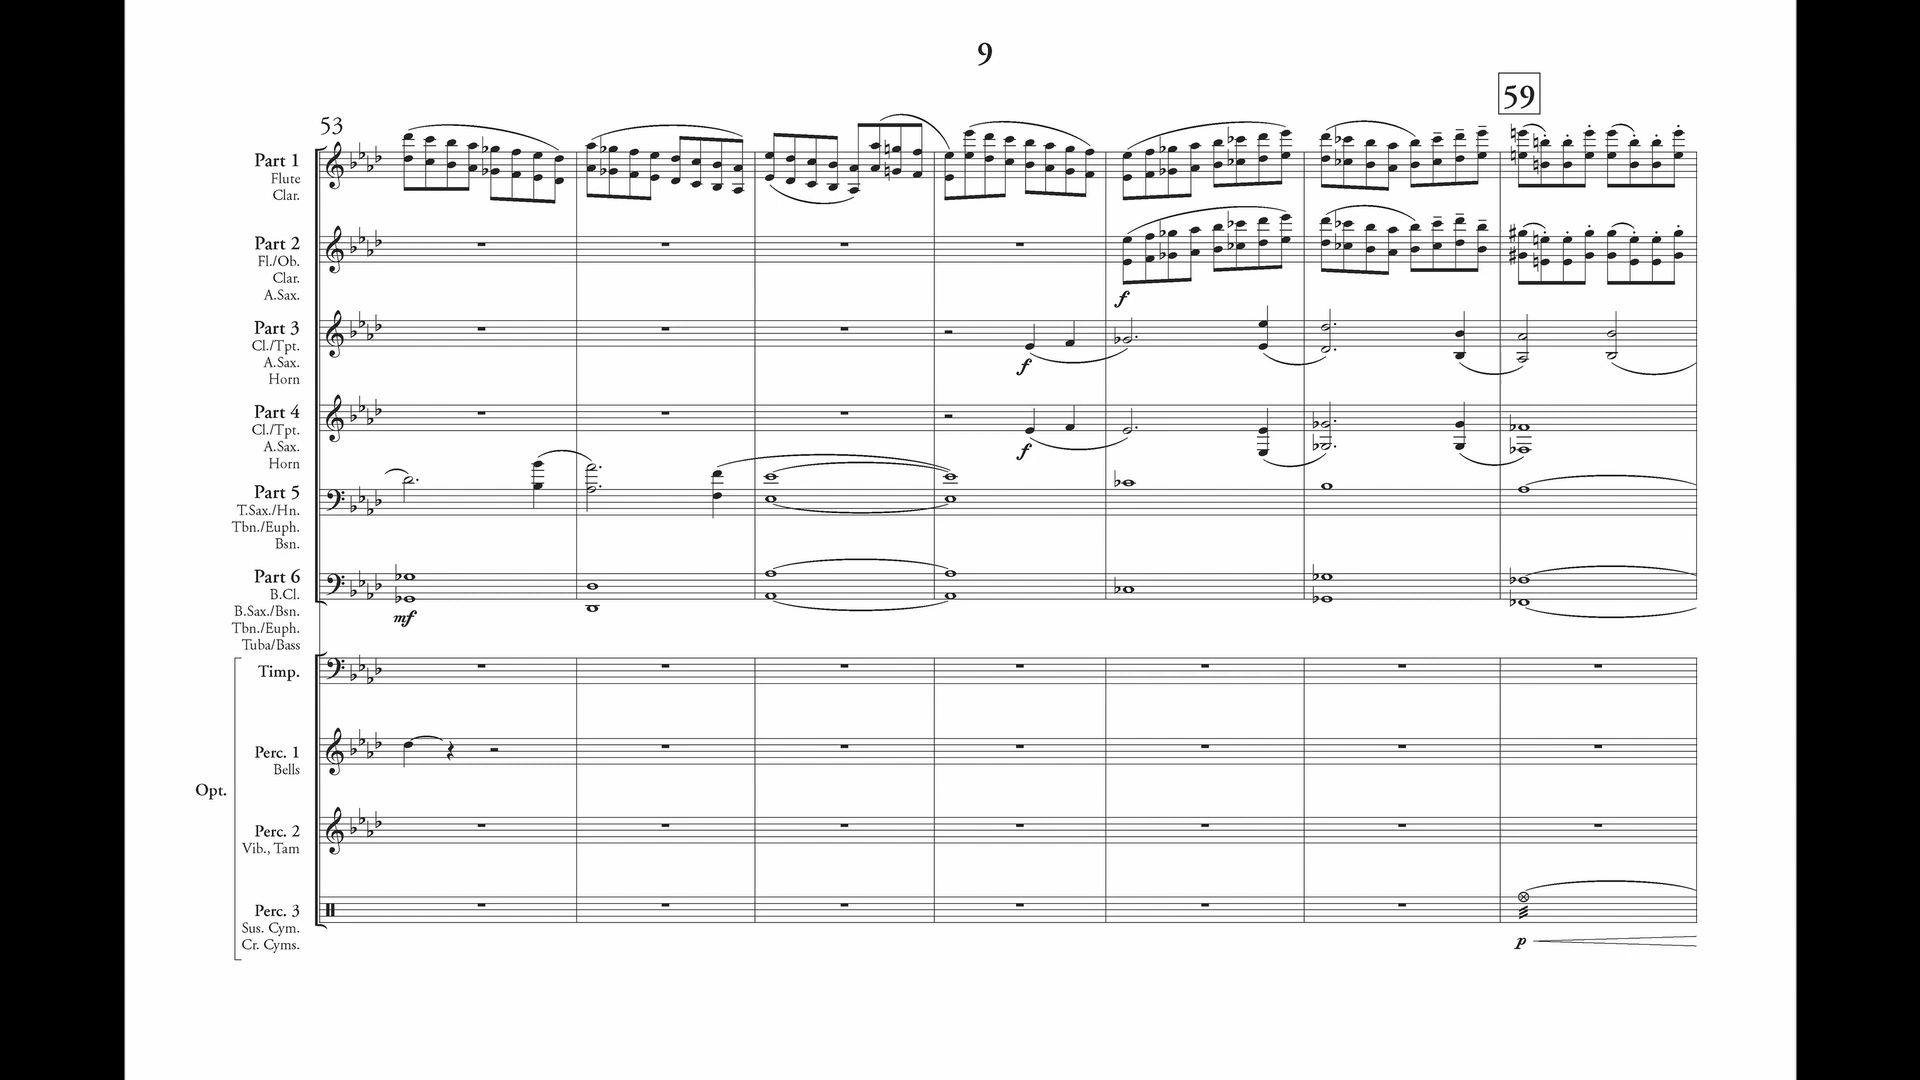 9
59
53
Part 1
Flute
Clar.
Part 2
Fl./Ob.
Clar.
A.Sax.
f
Part 3
Cl./Tpt.
A.Sax.
Horn
f
Part 4
Cl./Tpt.
A.Sax.
Horn
f
Part 5
T.Sax./Hn.
Tbn./Euph.
Bsn.
Part 6
B.Cl.
B.Sax./Bsn.
Tbn./Euph.
Tuba/Bass
mf
Timp.
Perc. 1
Bells
Opt.
Perc. 2
Vib., Tam
Perc. 3
Sus. Cym.
Cr. Cyms.
p